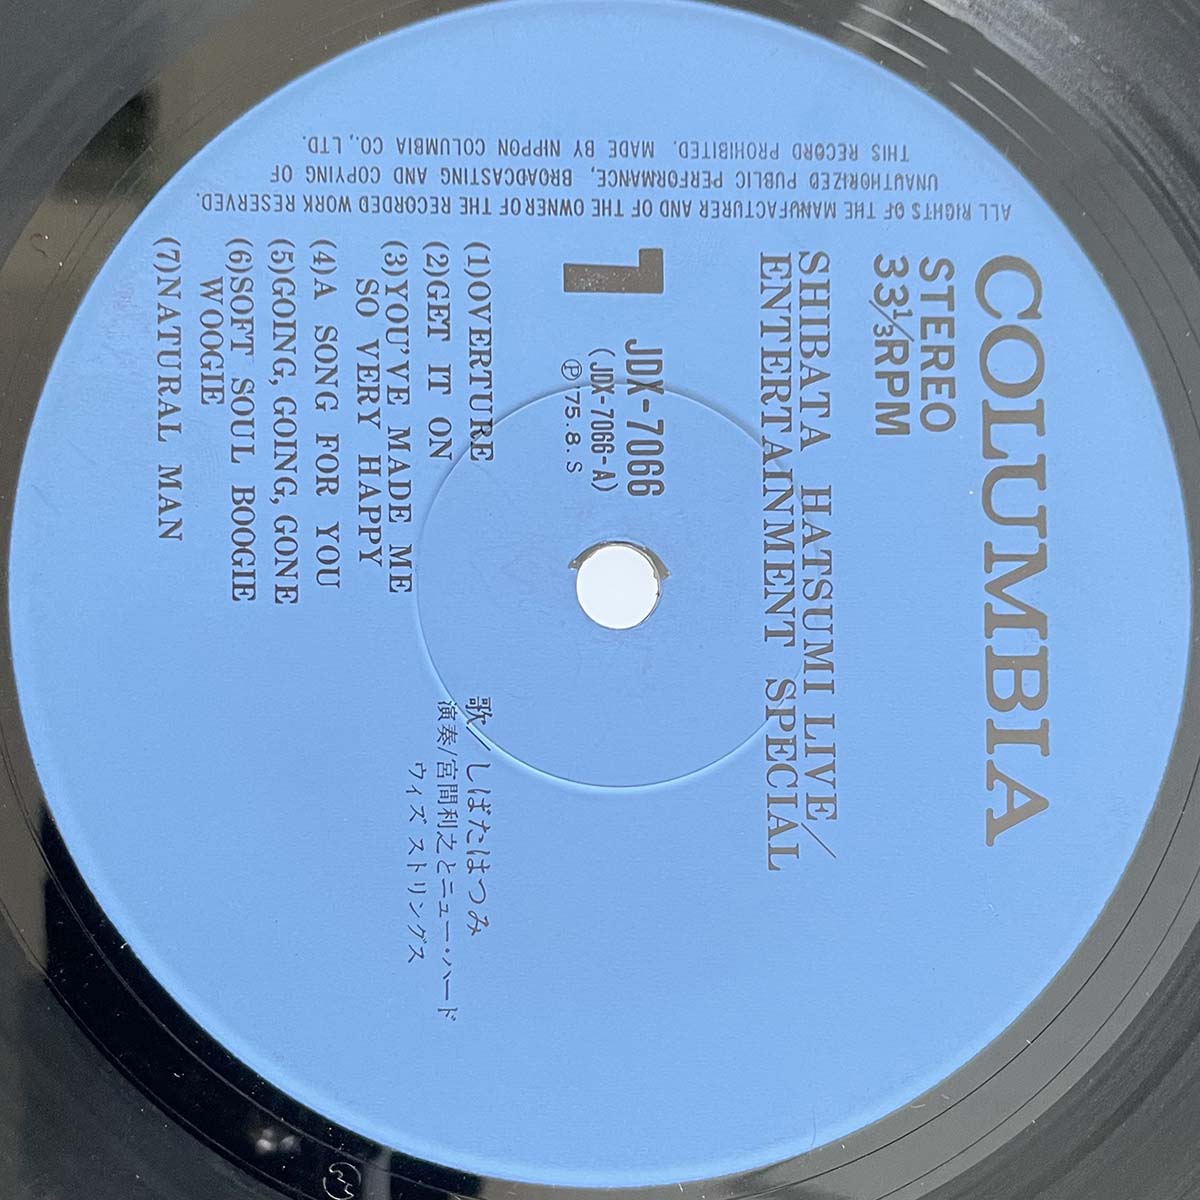 COLUMBIA
STEREO
33⅓RPM
SHIBATA HATSUMI LIVE/
ENTERTAINMENT SPECIAL
1
JDX-7066
(JDX-7066-A)
Ⓟ'75.8.S
(1)OVERTURE
(2)GET IT ON
(3)YOU'VE MADE ME
SO VERY HAPPY
(4)A SONG FOR YOU
(5)GOING, GOING, GONE
(6)SOFT SOUL BOOGIE
WOOGIE
(7)NATURAL MAN
歌/しばたはつみ
演奏/宮間利之とニュー・ハード
ウィズ ストリングス
ALL RIGHTS OF THE MANUFACTURER AND OF THE OWNER OF THE RECORDED WORK RESERVED.
UNAUTHORIZED PUBLIC PERFORMANCE, BROADCASTING AND COPYING OF
THIS RECORD PROHIBITED. MADE BY NIPPON COLUMBIA CO., LTD.